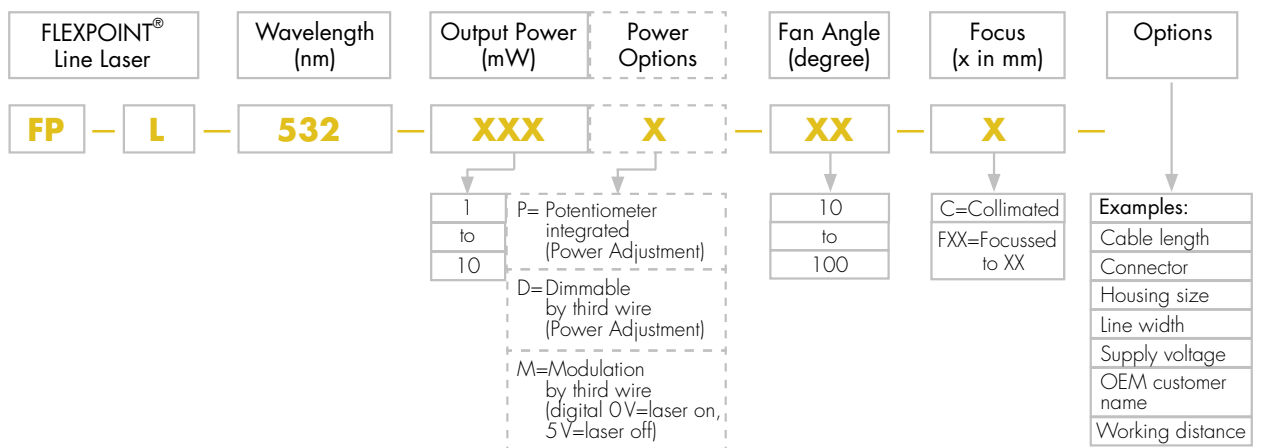 FLEXPOINT®
Line Laser
Wavelength
(nm)
Output Power
(mW)
Power
Options
Fan Angle
(degree)
Focus
(x in mm)
Options
FP – L – 532 – XXX X – XX – X –
1
to
10
P= Potentiometer
integrated
(Power Adjustment)
D= Dimmable
by third wire
(Power Adjustment)
M=Modulation
by third wire
(digital 0V=laser on,
5V=laser off)
10
to
100
C=Collimated
FXX=Focussed
to XX
Examples:
Cable length
Connector
Housing size
Line width
Supply voltage
OEM customer
name
Working distance